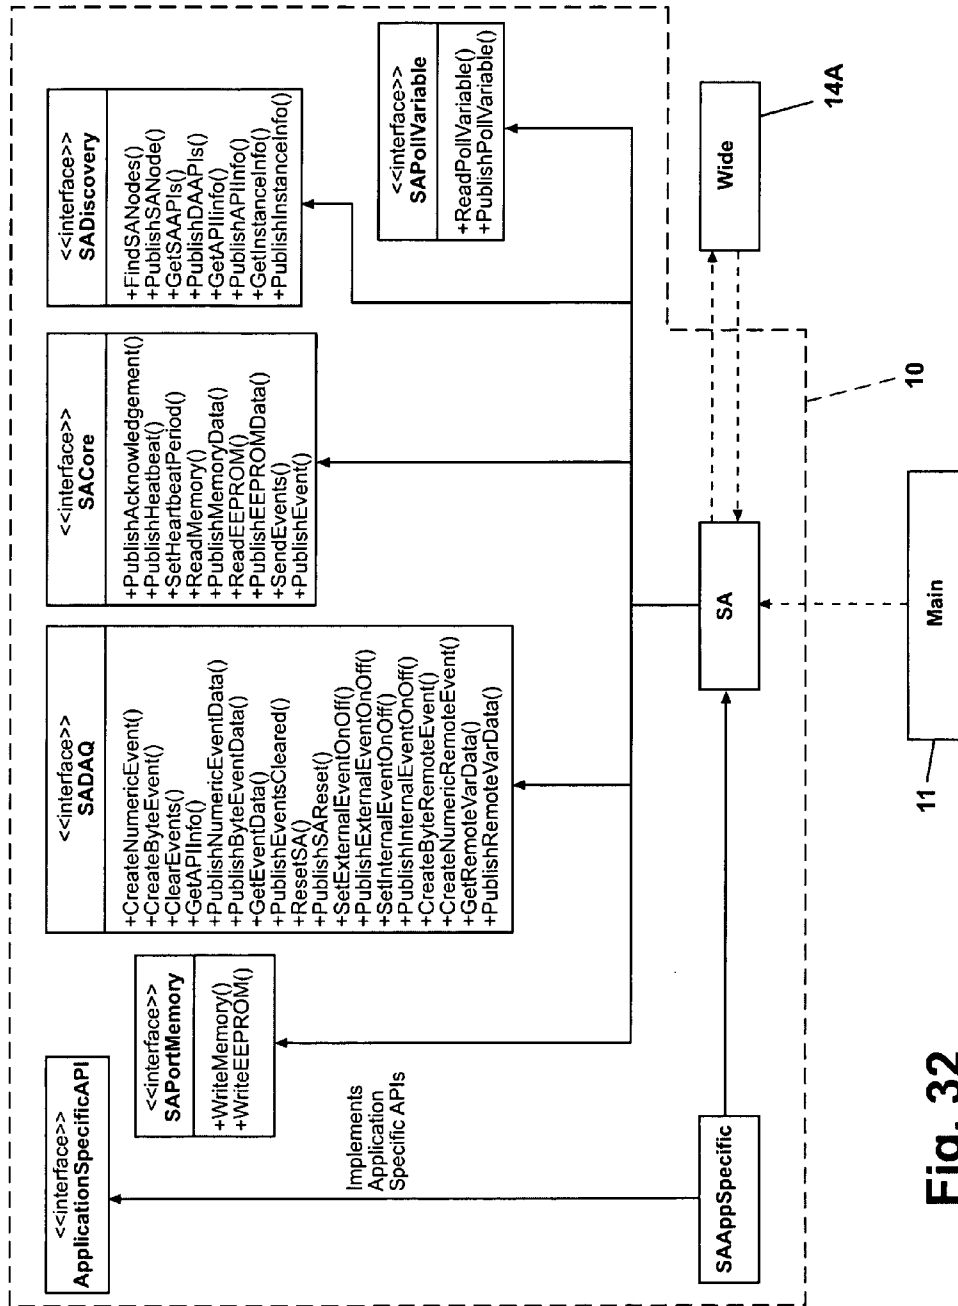 <<interface>>
ApplicationSpecificAPI
<<interface>>
SAPortMemory
+WriteMemory()
+WriteEEPROM()
<<interface>>
SADAQ
+CreateNumericEvent()
+CreateByteEvent()
+ClearEvents()
+GetAPIInfo()
+PublishNumericEventData()
+PublishByteEventData()
+GetEventData()
+PublishEventsCleared()
+ResetSA()
+PublishSAReset()
+SetExternalEventOnOff()
+PublishExternalEventOnOff()
+SetInternalEventOnOff()
+PublishInternalEventOnOff()
+CreateByteRemoteEvent()
+CreateNumericRemoteEvent()
+GetRemoteVarData()
+PublishRemoteVarData()
<<interface>>
SACore
+PublishAcknowledgement()
+PublishHeatbeat()
+SetHeartbeatPeriod()
+ReadMemory()
+PublishMemoryData()
+ReadEEPROM()
+PublishEEPROMData()
+SendEvents()
+PublishEvent()
<<interface>>
SADiscovery
+FindSANodes()
+PublishSANode()
+GetSAAPIs()
+PublishDAAPIs()
+GetAPIInfo()
+PublishAPIInfo()
+GetInstanceInfo()
+PublishInstanceInfo()
<<interface>>
SAPollVariable
+ReadPollVariable()
+PublishPollVariable()
Implements
Application
Specific APIs
SAAppSpecific
SA
Wide
14A
10
Main
11
Fig. 32